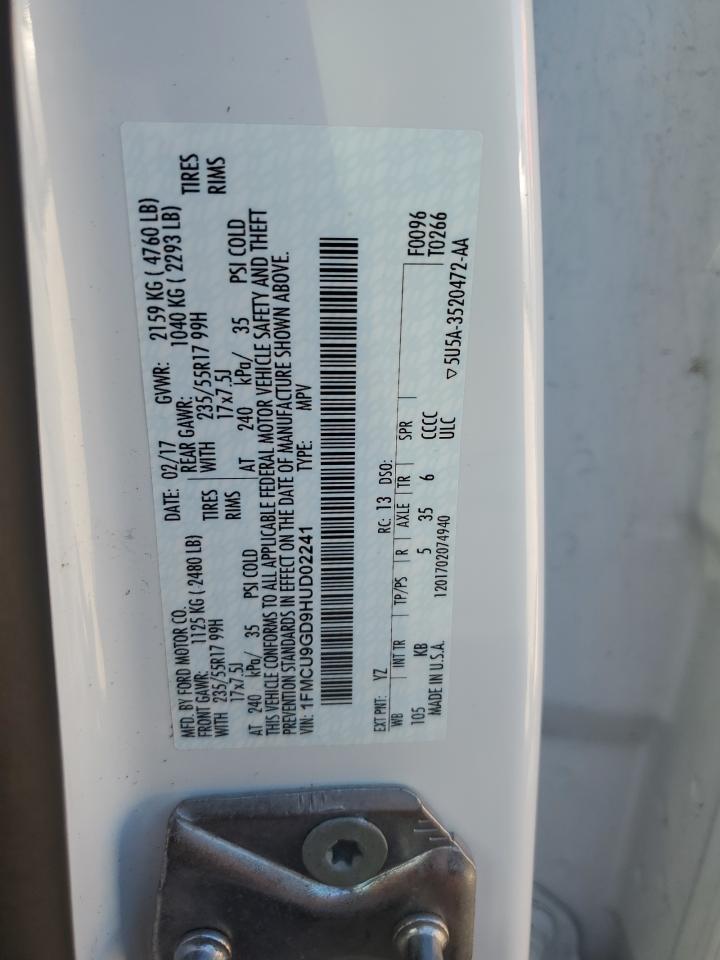 MFD. BY FORD MOTOR CO. DATE: 02/17 GVWR: 2159 KG ( 4760 LB)
FRONT GAWR: 1125 KG ( 2480 LB) REAR GAWR: 1040 KG ( 2293 LB)
WITH 235/55R17 99H TIRES WITH 235/55R17 99H TIRES
17x7.5J RIMS 17x7.5J RIMS
AT 240 kPa/ 35 PSI COLD AT 240 kPa/ 35 PSI COLD
THIS VEHICLE CONFORMS TO ALL APPLICABLE FEDERAL MOTOR VEHICLE SAFETY AND THEFT
PREVENTION STANDARDS IN EFFECT ON THE DATE OF MANUFACTURE SHOWN ABOVE.
VIN: 1FMCU9GD9HUD02241 TYPE: MPV
EXT PNT: YZ RC: 13 DSO: F0096
WB INT TR TP/PS R AXLE TR SPR T0266
105 KB 5 35 6 CCCC
MADE IN U.S.A. 1201702074940 ULC ▽5U5A-3520472-AA